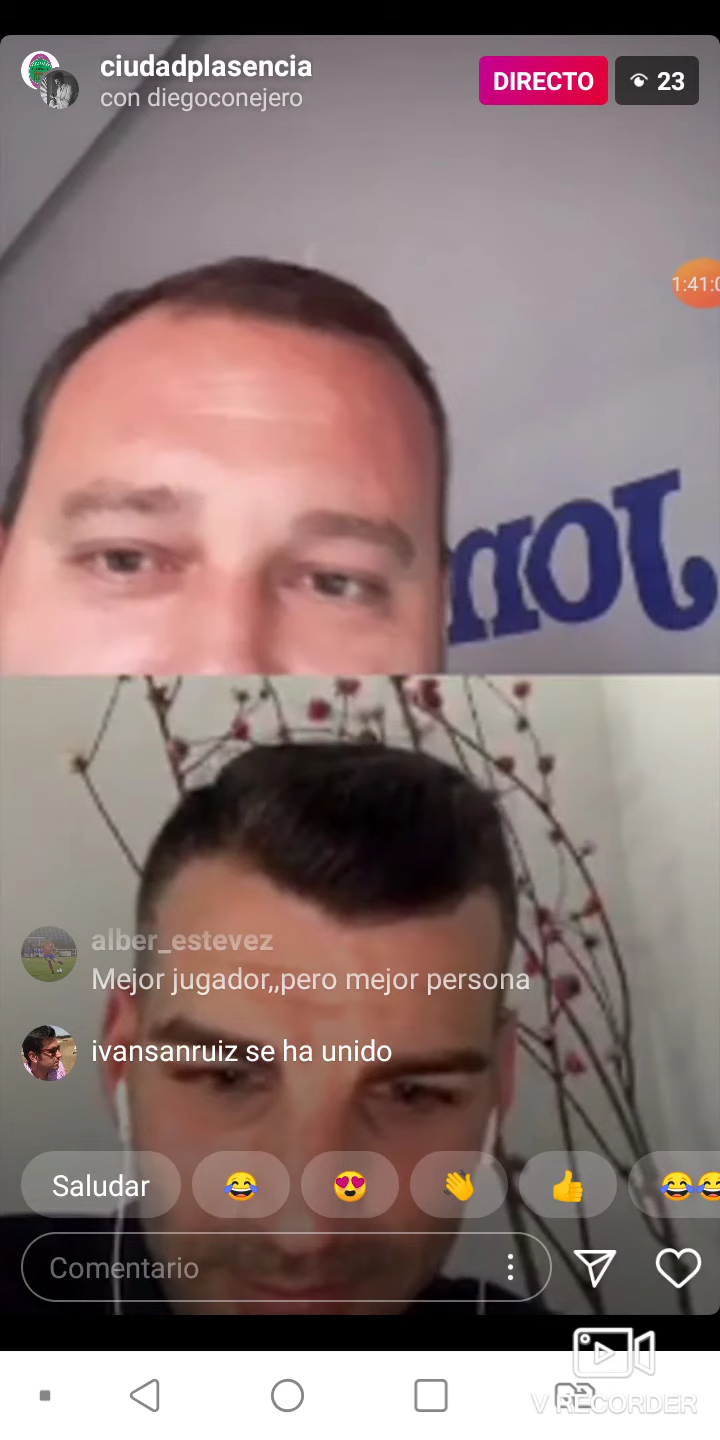 ciudadplasencia
con diegoconejero
DIRECTO
23
1:41:0
Jom
alber_estevez
Mejor jugador,,pero mejor persona
ivansanruiz se ha unido
Saludar
Comentario
V RECORDER